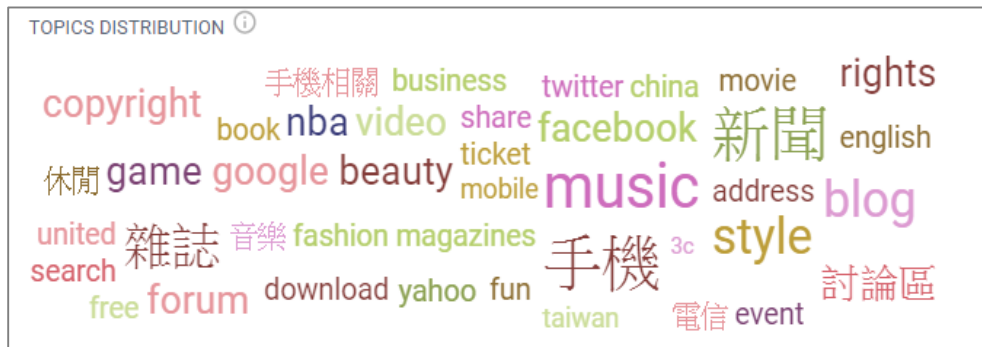 TOPICS DISTRIBUTION
手機相關 business twitter china movie rights
copyright book nba video share facebook 新聞 english
休閒 game google beauty ticket mobile music address blog
united 雜誌 音樂 fashion magazines 手機 3c style
search free forum download yahoo fun taiwan 電信 event 討論區